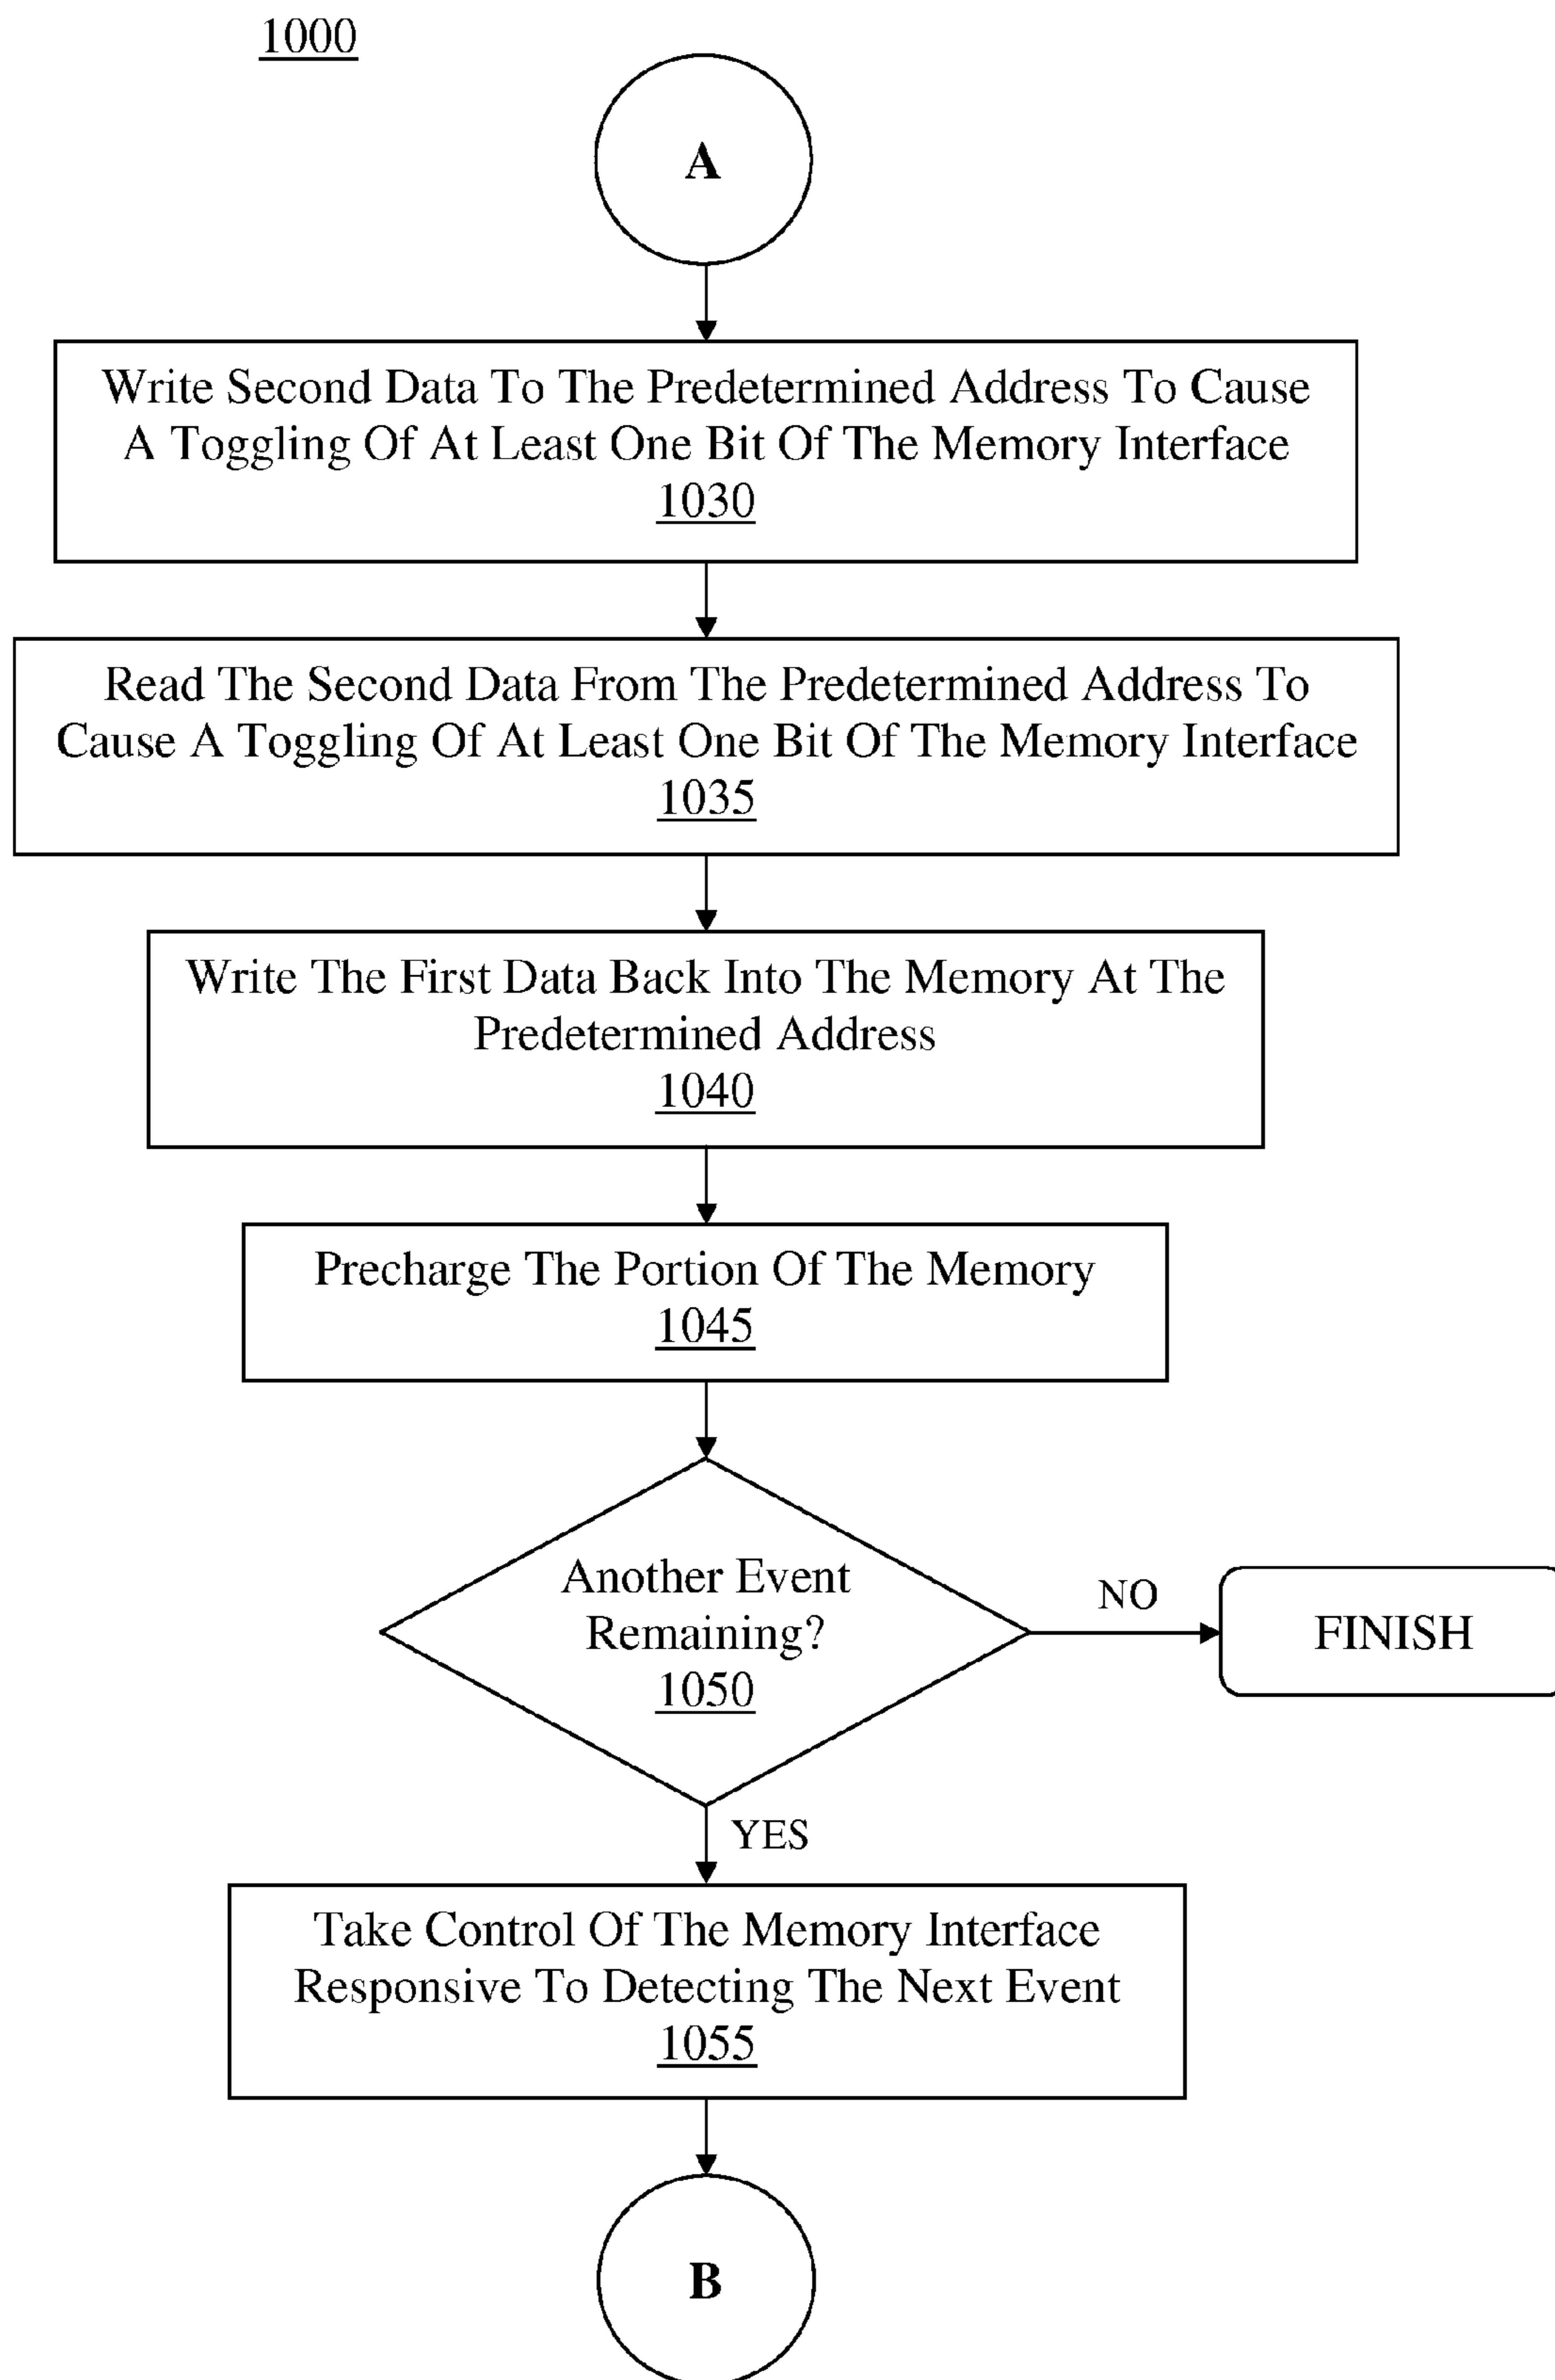 1000
A
Write Second Data To The Predetermined Address To Cause
A Toggling Of At Least One Bit Of The Memory Interface
1030
Read The Second Data From The Predetermined Address To
Cause A Toggling Of At Least One Bit Of The Memory Interface
1035
Write The First Data Back Into The Memory At The
Predetermined Address
1040
Precharge The Portion Of The Memory
1045
Another Event
Remaining?
1050
NO
FINISH
YES
Take Control Of The Memory Interface
Responsive To Detecting The Next Event
1055
B